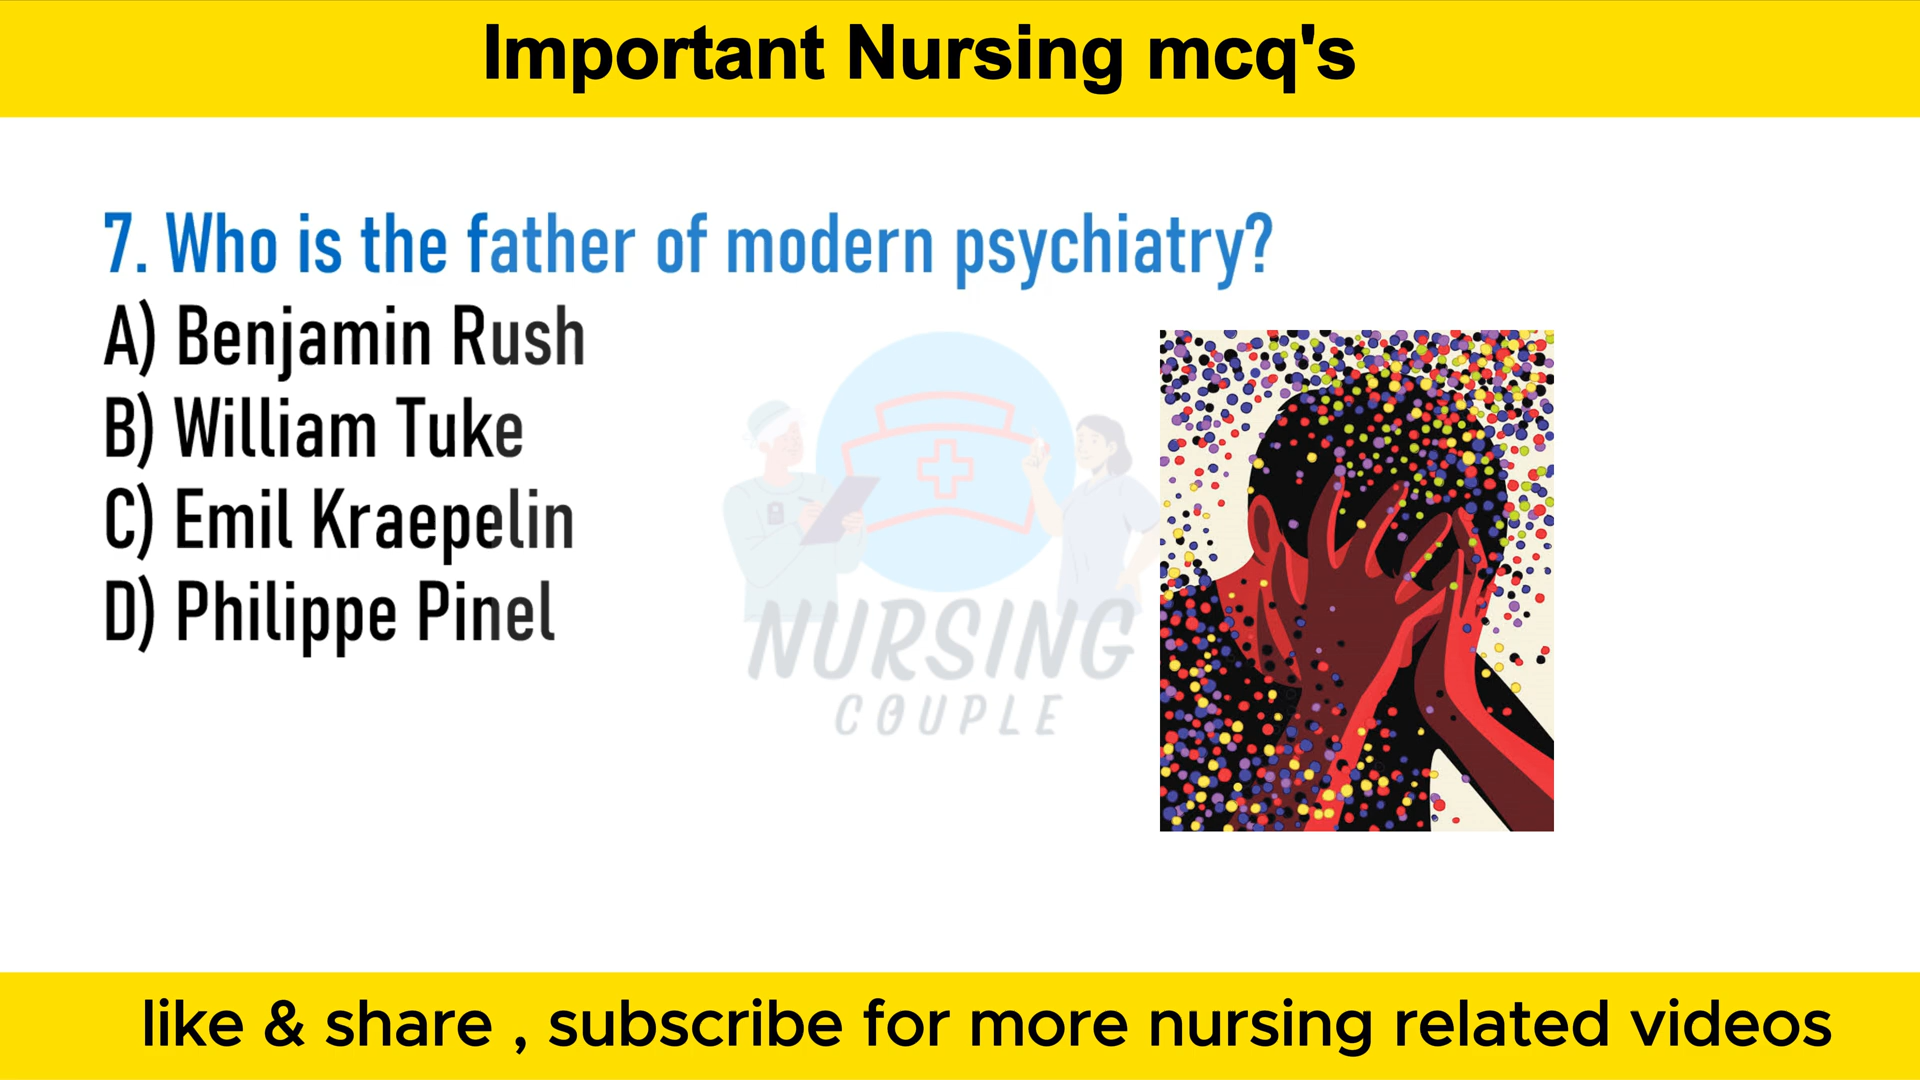 Important Nursing mcq's
7. Who is the father of modern psychiatry?
A) Benjamin Rush
B) William Tuke
C) Emil Kraepelin
D) Philippe Pinel
NURSING
COUPLE
like & share , subscribe for more nursing related videos